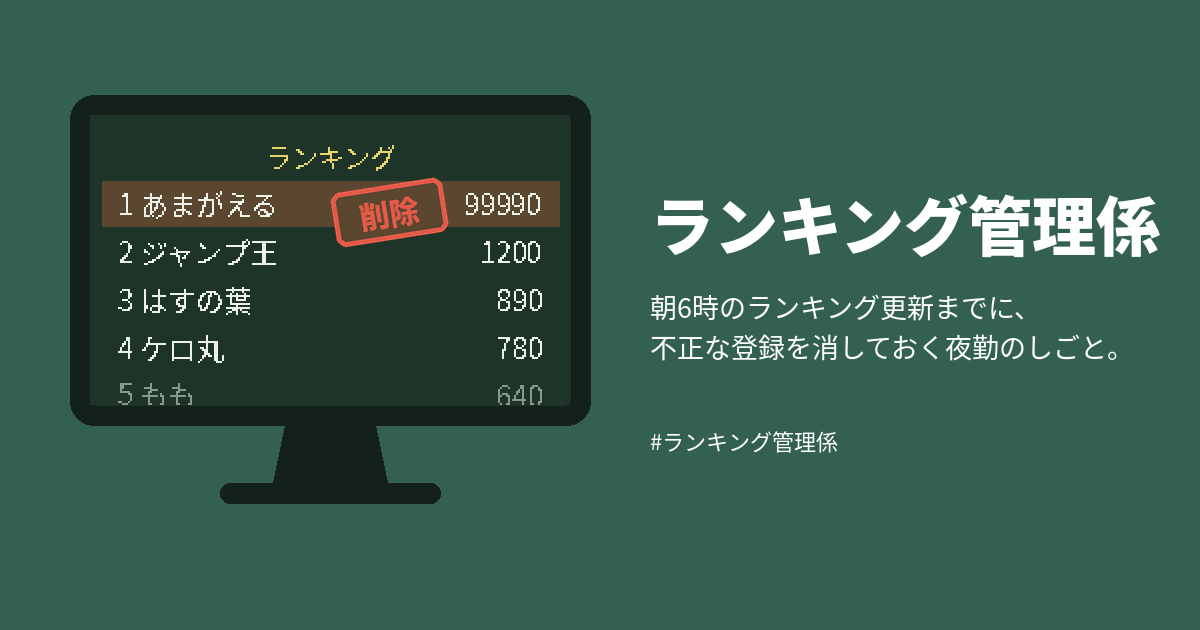 ランキング
1 あまがえる 削除 99990
2 ジャンプ王 1200
3 はすの葉 890
4 ケロ丸 780
5 もも 640
ランキング管理係
朝6時のランキング更新までに、
不正な登録を消しておく夜勤のしごと。
#ランキング管理係